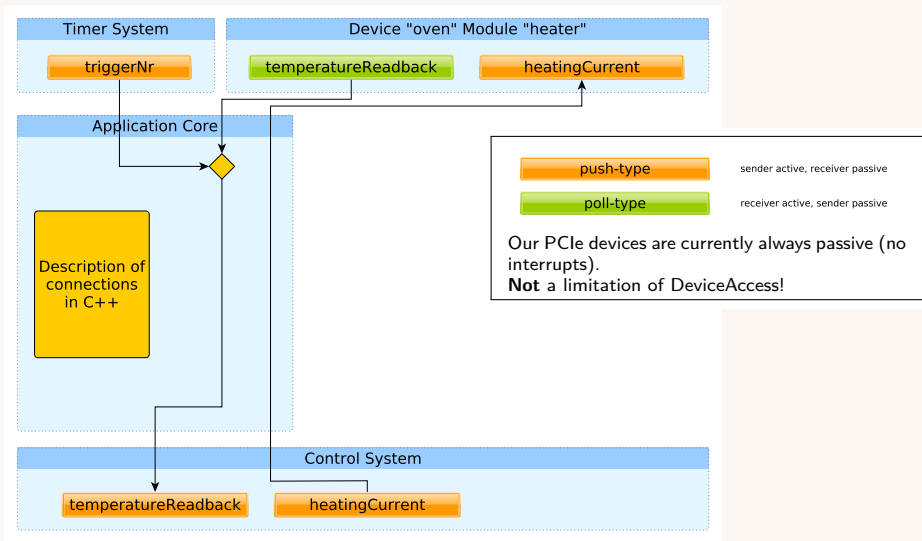 Timer System
Device "oven" Module "heater"
triggerNr
temperatureReadback
heatingCurrent
Application Core
push-type
sender active, receiver passive
poll-type
receiver active, sender passive
Our PCIe devices are currently always passive (no
interrupts).
Not a limitation of DeviceAccess!
Description of
connections
in C++
Control System
temperatureReadback
heatingCurrent